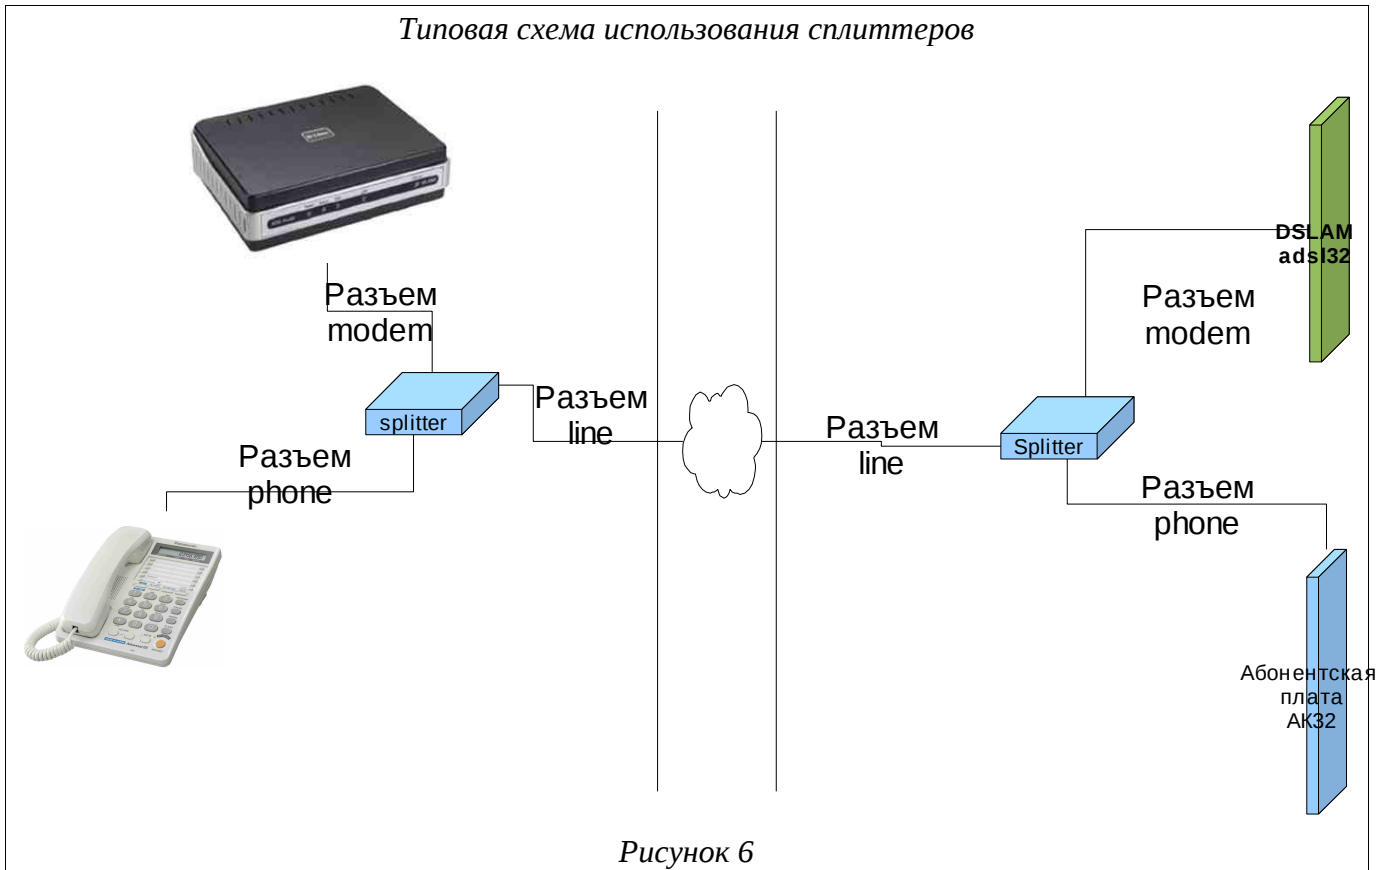 Типовая схема использования сплиттеров
DSLAM
adsl32
Разъем
modem
Разъем
modem
splitter
Разъем
line
Разъем
line
Splitter
Разъем
phone
Разъем
phone
Абонентская
плата
АК32
Рисунок 6